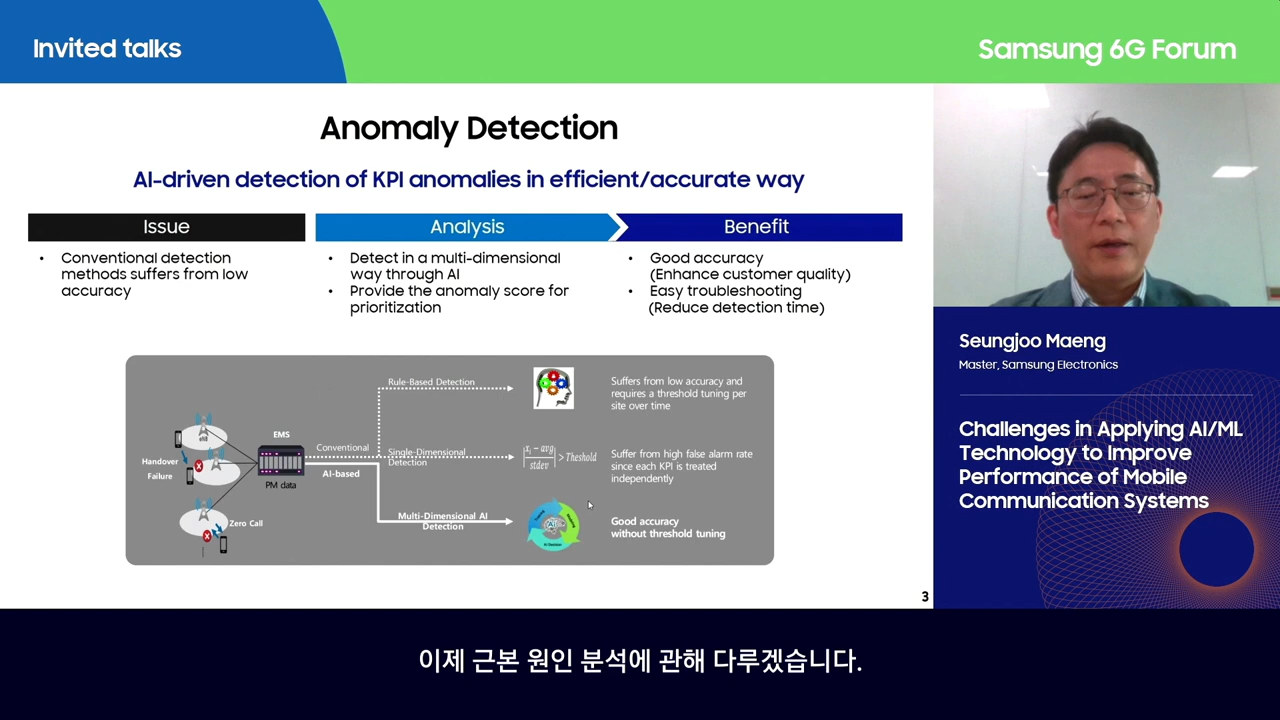 Invited talks
Samsung 6G Forum
Anomaly Detection
AI-driven detection of KPI anomalies in efficient/accurate way
Issue
Analysis
Benefit
• Conventional detection
methods suffers from low
accuracy
• Detect in a multi-dimensional
way through AI
• Provide the anomaly score for
prioritization
• Good accuracy
(Enhance customer quality)
• Easy troubleshooting
(Reduce detection time)
Rule-Based Detection
Suffers from low accuracy and
requires a threshold tuning per
site over time
eNB
Handover
Failure
Zero Call
EMS
PM data
Conventional
AI-based
Single-Dimensional
Detection
|xᵢ − avg / stdev| > Theshold
Suffer from high false alarm rate
since each KPI is treated
independently
Multi-Dimensional AI
Detection
Good accuracy
without threshold tuning
3
Seungjoo Maeng
Master, Samsung Electronics
Challenges in Applying AI/ML
Technology to Improve
Performance of Mobile
Communication Systems
이제 근본 원인 분석에 관해 다루겠습니다.